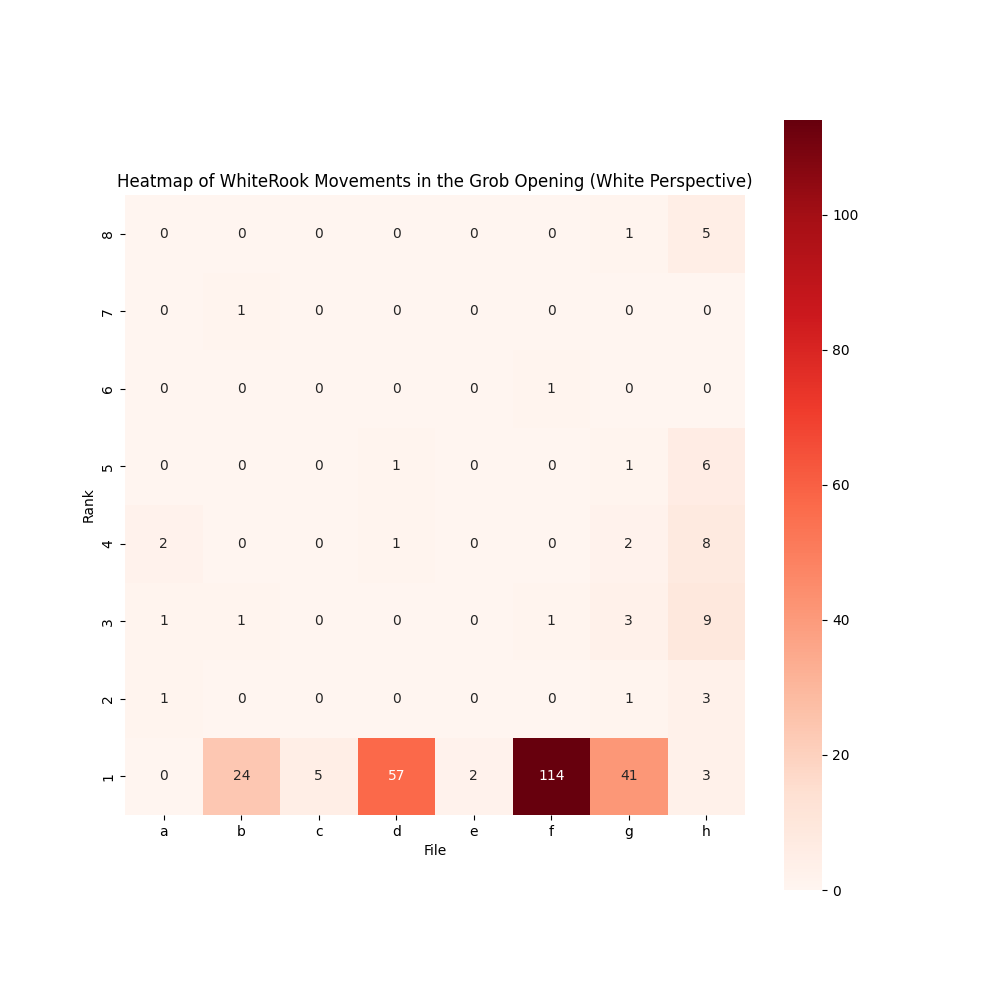 Heatmap of WhiteRook Movements in the Grob Opening (White Perspective)
8 0 0 0 0 0 0 1 5
7 0 1 0 0 0 0 0 0
6 0 0 0 0 0 1 0 0
5 0 0 0 1 0 0 1 6
4 2 0 0 1 0 0 2 8
3 1 1 0 0 0 1 3 9
2 1 0 0 0 0 0 1 3
1 0 24 5 57 2 114 41 3
a b c d e f g h
File
Rank
100
80
60
40
20
0